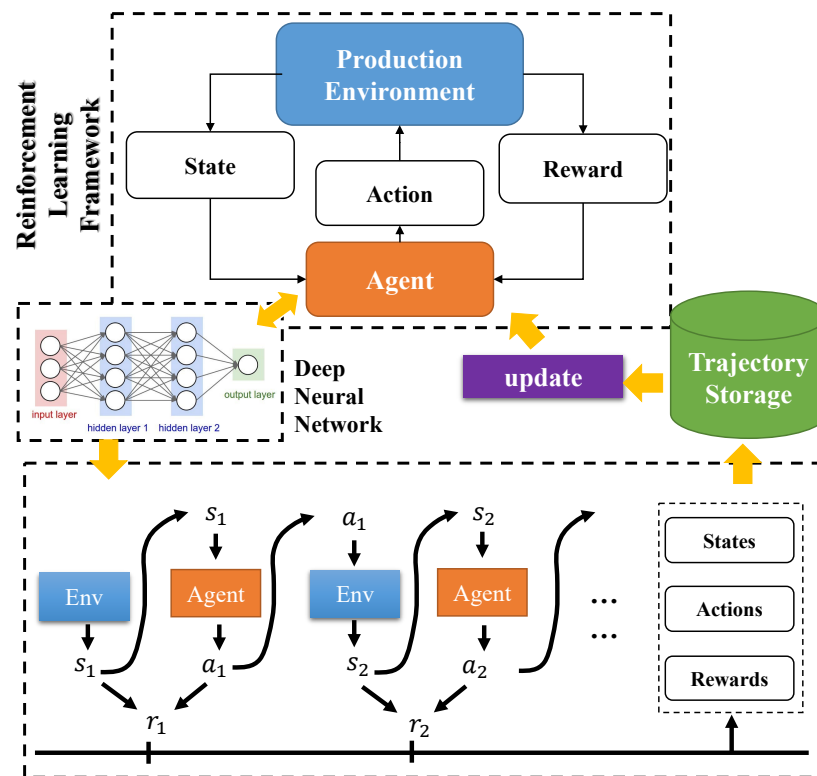 Reinforcement
Learning
Framework
Production
Environment
State
Action
Reward
Agent
input layer
hidden layer 1
hidden layer 2
output layer
Deep
Neural
Network
update
Trajectory
Storage
s₁
a₁
s₂
Env
Agent
Env
Agent
...
...
s₁
a₁
s₂
a₂
r₁
r₂
States
Actions
Rewards